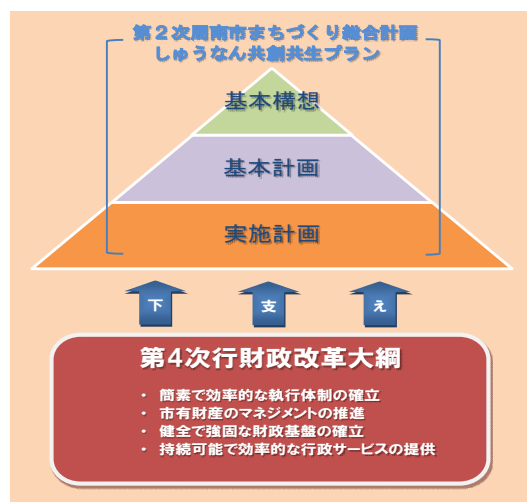 第２次周南市まちづくり総合計画
しゅうなん共創共生プラン
基本構想
基本計画
実施計画
下 支 え
第4次行財政改革大綱
・ 簡素で効率的な執行体制の確立
・ 市有財産のマネジメントの推進
・ 健全で強固な財政基盤の確立
・ 持続可能で効率的な行政サービスの提供